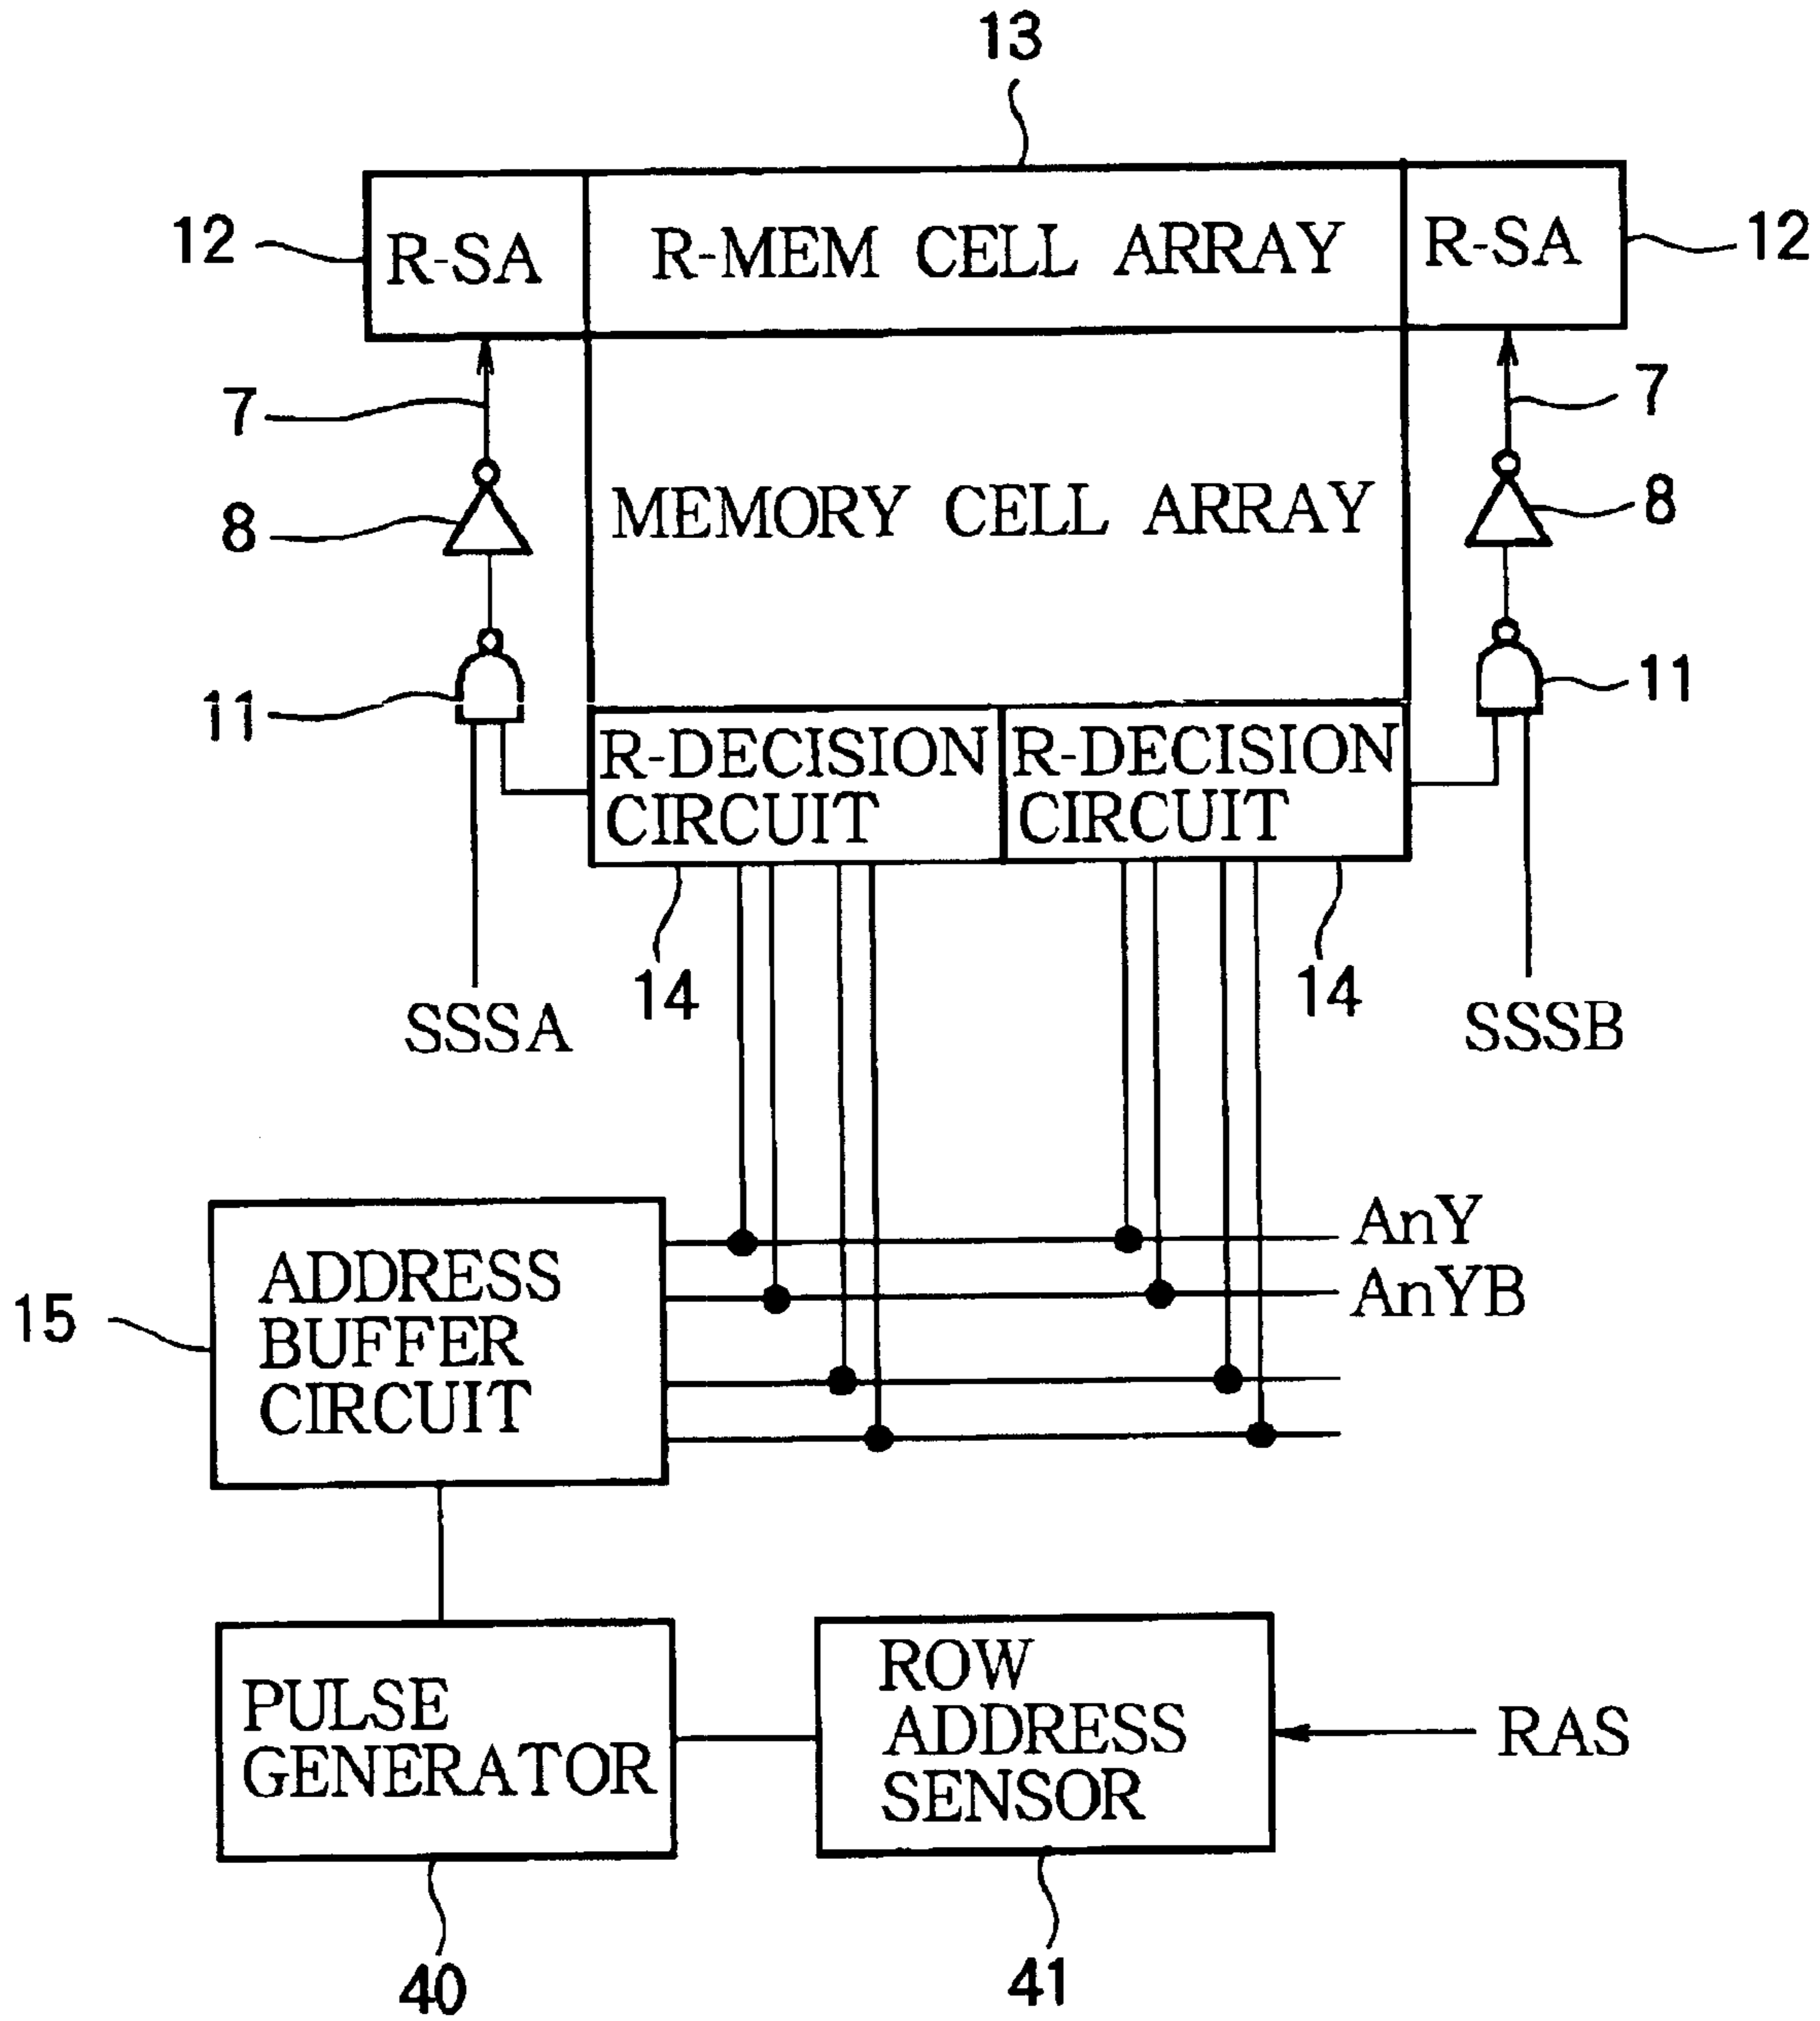 13
12
R-SA
R-MEM CELL ARRAY
R-SA
12
7
7
8
MEMORY CELL ARRAY
8
11
11
R-DECISION
CIRCUIT
R-DECISION
CIRCUIT
14
14
SSSA
SSSB
AnY
AnYB
15
ADDRESS
BUFFER
CIRCUIT
PULSE
GENERATOR
ROW
ADDRESS
SENSOR
RAS
40
41